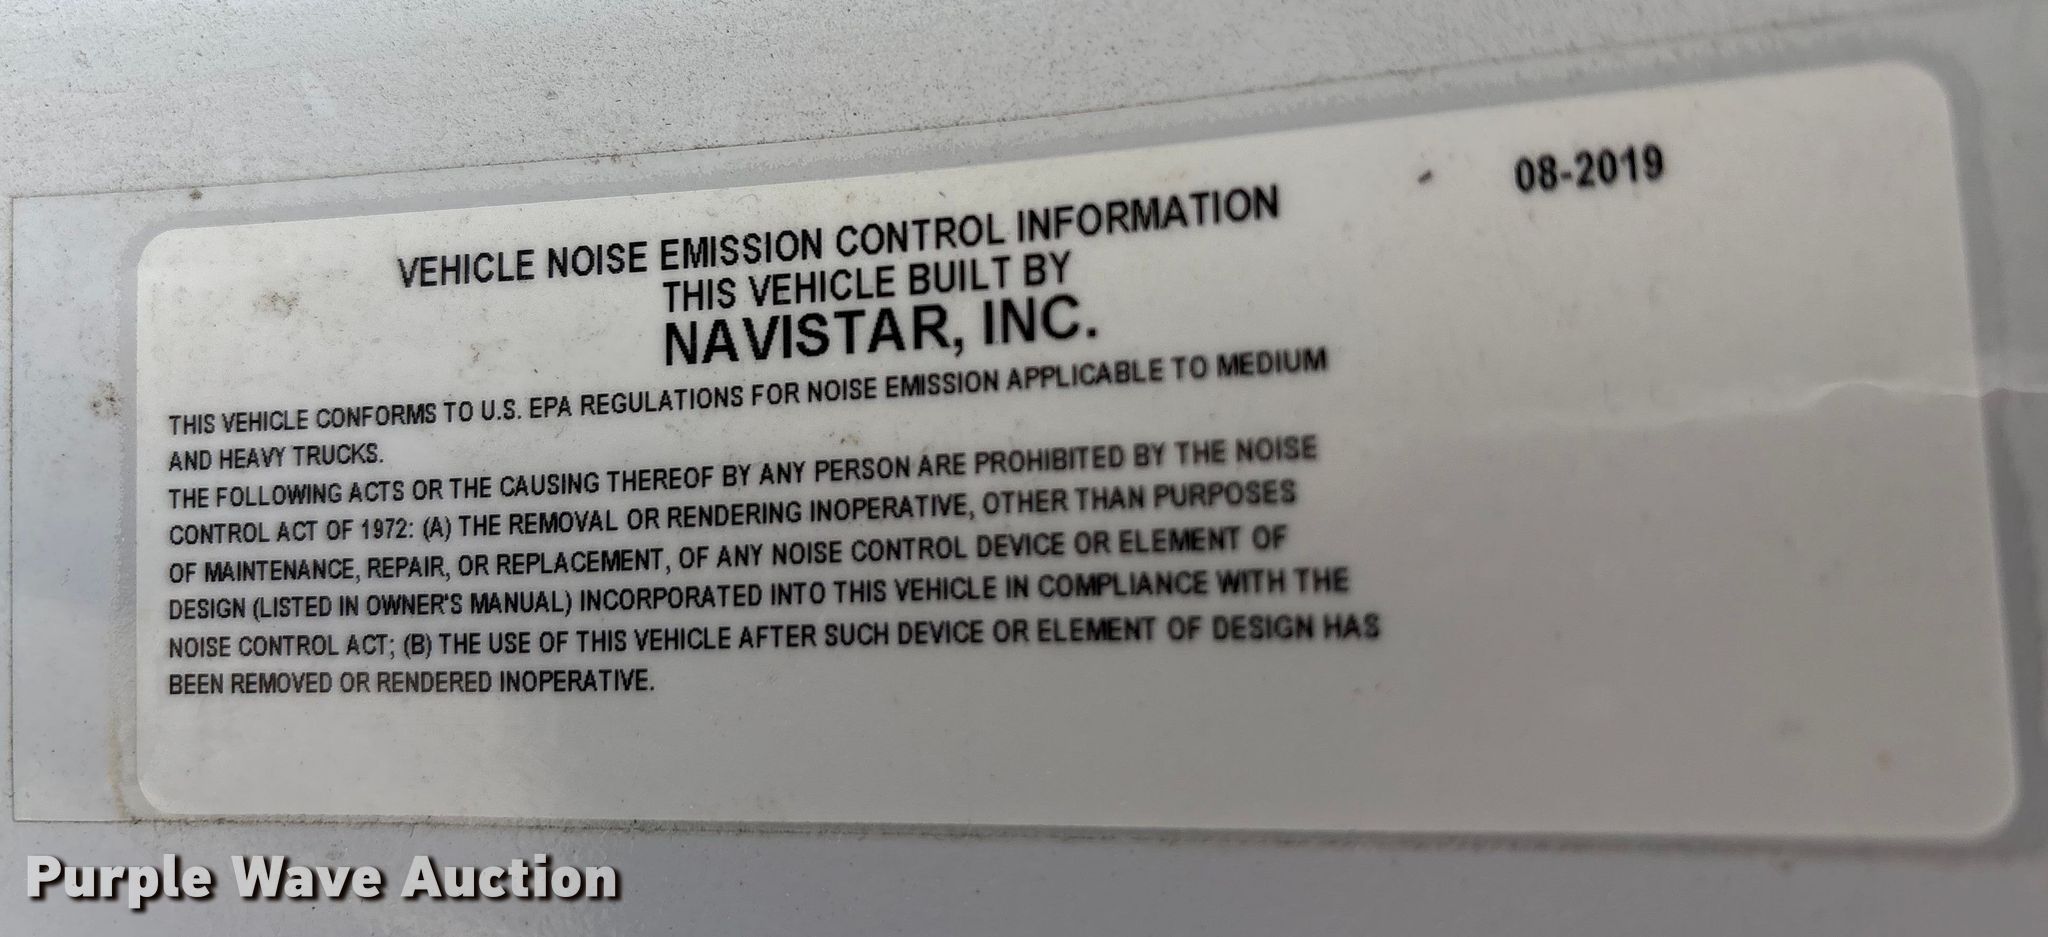 08-2019
VEHICLE NOISE EMISSION CONTROL INFORMATION
THIS VEHICLE BUILT BY
NAVISTAR, INC.
THIS VEHICLE CONFORMS TO U.S. EPA REGULATIONS FOR NOISE EMISSION APPLICABLE TO MEDIUM
AND HEAVY TRUCKS.
THE FOLLOWING ACTS OR THE CAUSING THEREOF BY ANY PERSON ARE PROHIBITED BY THE NOISE
CONTROL ACT OF 1972: (A) THE REMOVAL OR RENDERING INOPERATIVE, OTHER THAN PURPOSES
OF MAINTENANCE, REPAIR, OR REPLACEMENT, OF ANY NOISE CONTROL DEVICE OR ELEMENT OF
DESIGN (LISTED IN OWNER'S MANUAL) INCORPORATED INTO THIS VEHICLE IN COMPLIANCE WITH THE
NOISE CONTROL ACT; (B) THE USE OF THIS VEHICLE AFTER SUCH DEVICE OR ELEMENT OF DESIGN HAS
BEEN REMOVED OR RENDERED INOPERATIVE.
Purple Wave Auction